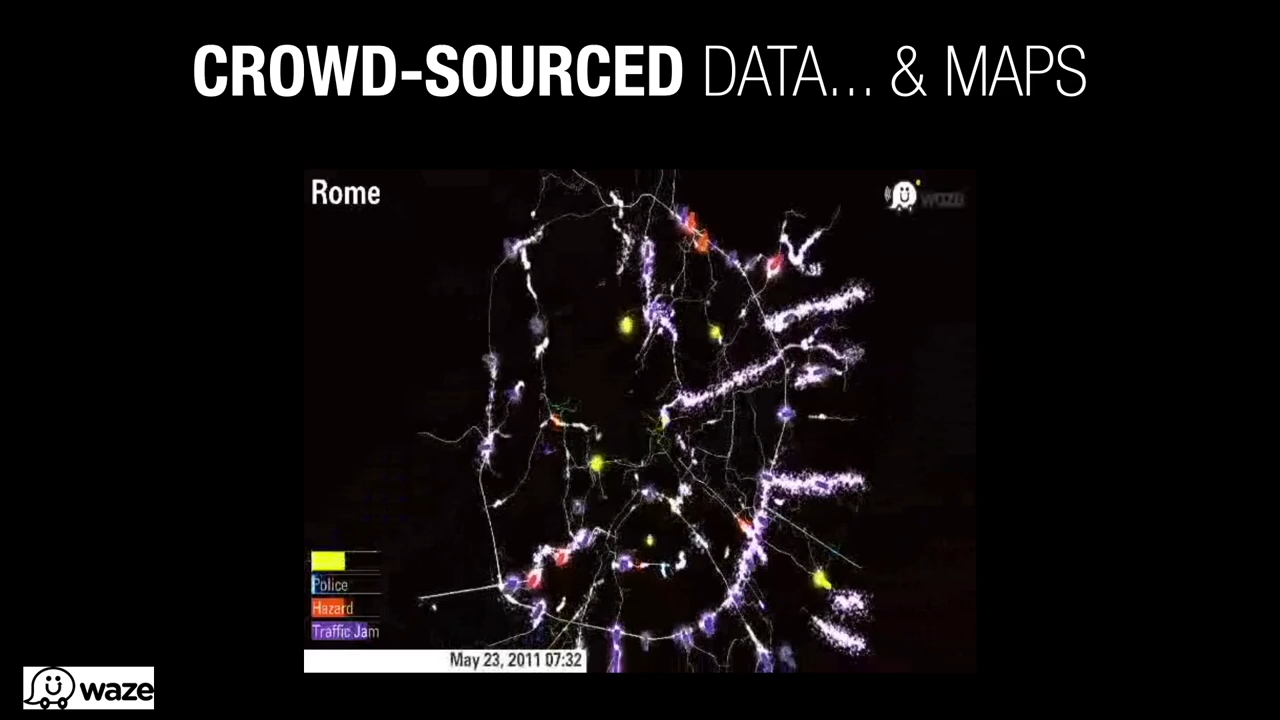 CROWD-SOURCED DATA... & MAPS
Rome
waze
Police
Hazard
Traffic Jam
May 23, 2011 07:32
waze